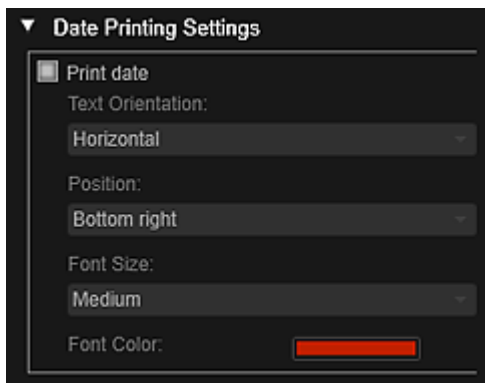 Date Printing Settings
Print date
Text Orientation:
Horizontal
Position:
Bottom right
Font Size:
Medium
Font Color: